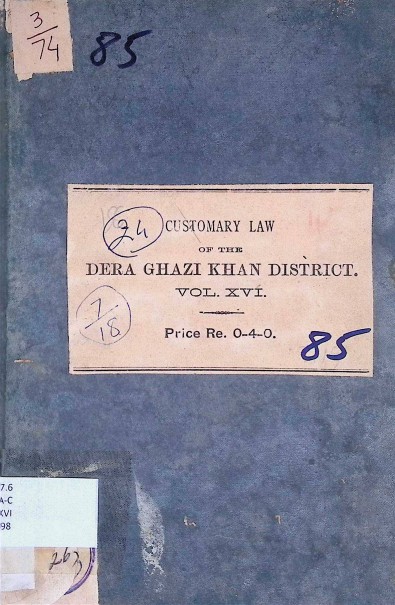 3/74
85
24
CUSTOMARY LAW
OF THE
DERA GHAZI KHAN DISTRICT.
VOL. XVI.
7/18
Price Re. 0-4-0.
85
7.6
A-C
XVI
98